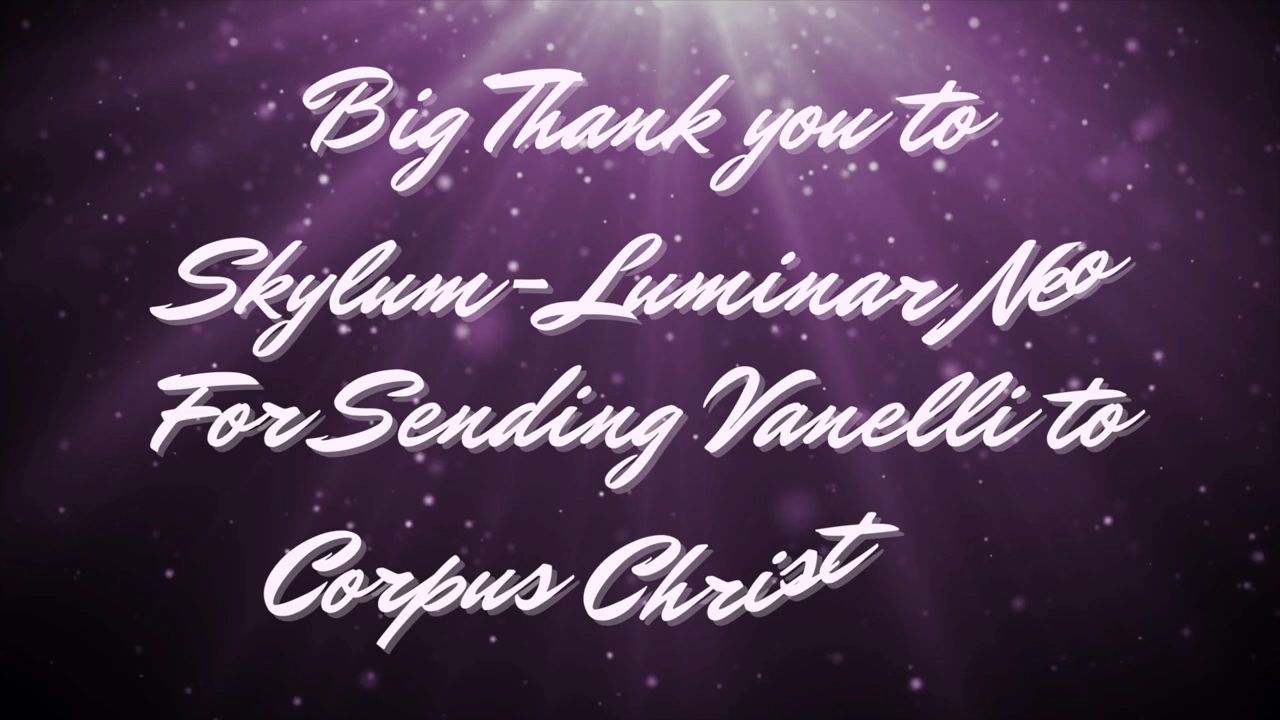 Big Thank you to
Skylum-Luminar Neo
For Sending Vanelli to
Corpus Christ